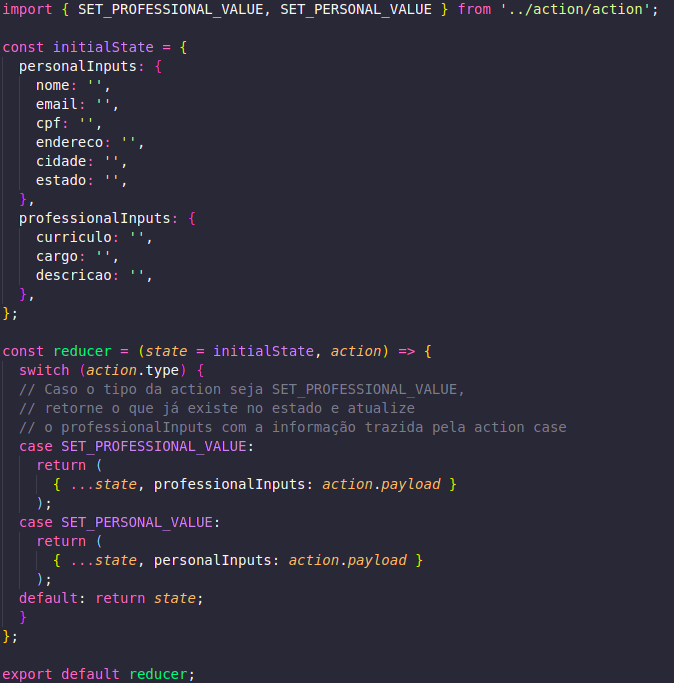 import { SET_PROFESSIONAL_VALUE, SET_PERSONAL_VALUE } from '../action/action';

const initialState = {
  personalInputs: {
    nome: '',
    email: '',
    cpf: '',
    endereco: '',
    cidade: '',
    estado: '',
  },
  professionalInputs: {
    curriculo: '',
    cargo: '',
    descricao: '',
  },
};

const reducer = (state = initialState, action) => {
  switch (action.type) {
  // Caso o tipo da action seja SET_PROFESSIONAL_VALUE,
  // retorne o que já existe no estado e atualize
  // o professionalInputs com a informação trazida pela action case
  case SET_PROFESSIONAL_VALUE:
    return (
      { ...state, professionalInputs: action.payload }
    );
  case SET_PERSONAL_VALUE:
    return (
      { ...state, personalInputs: action.payload }
    );
  default: return state;
  }
};

export default reducer;